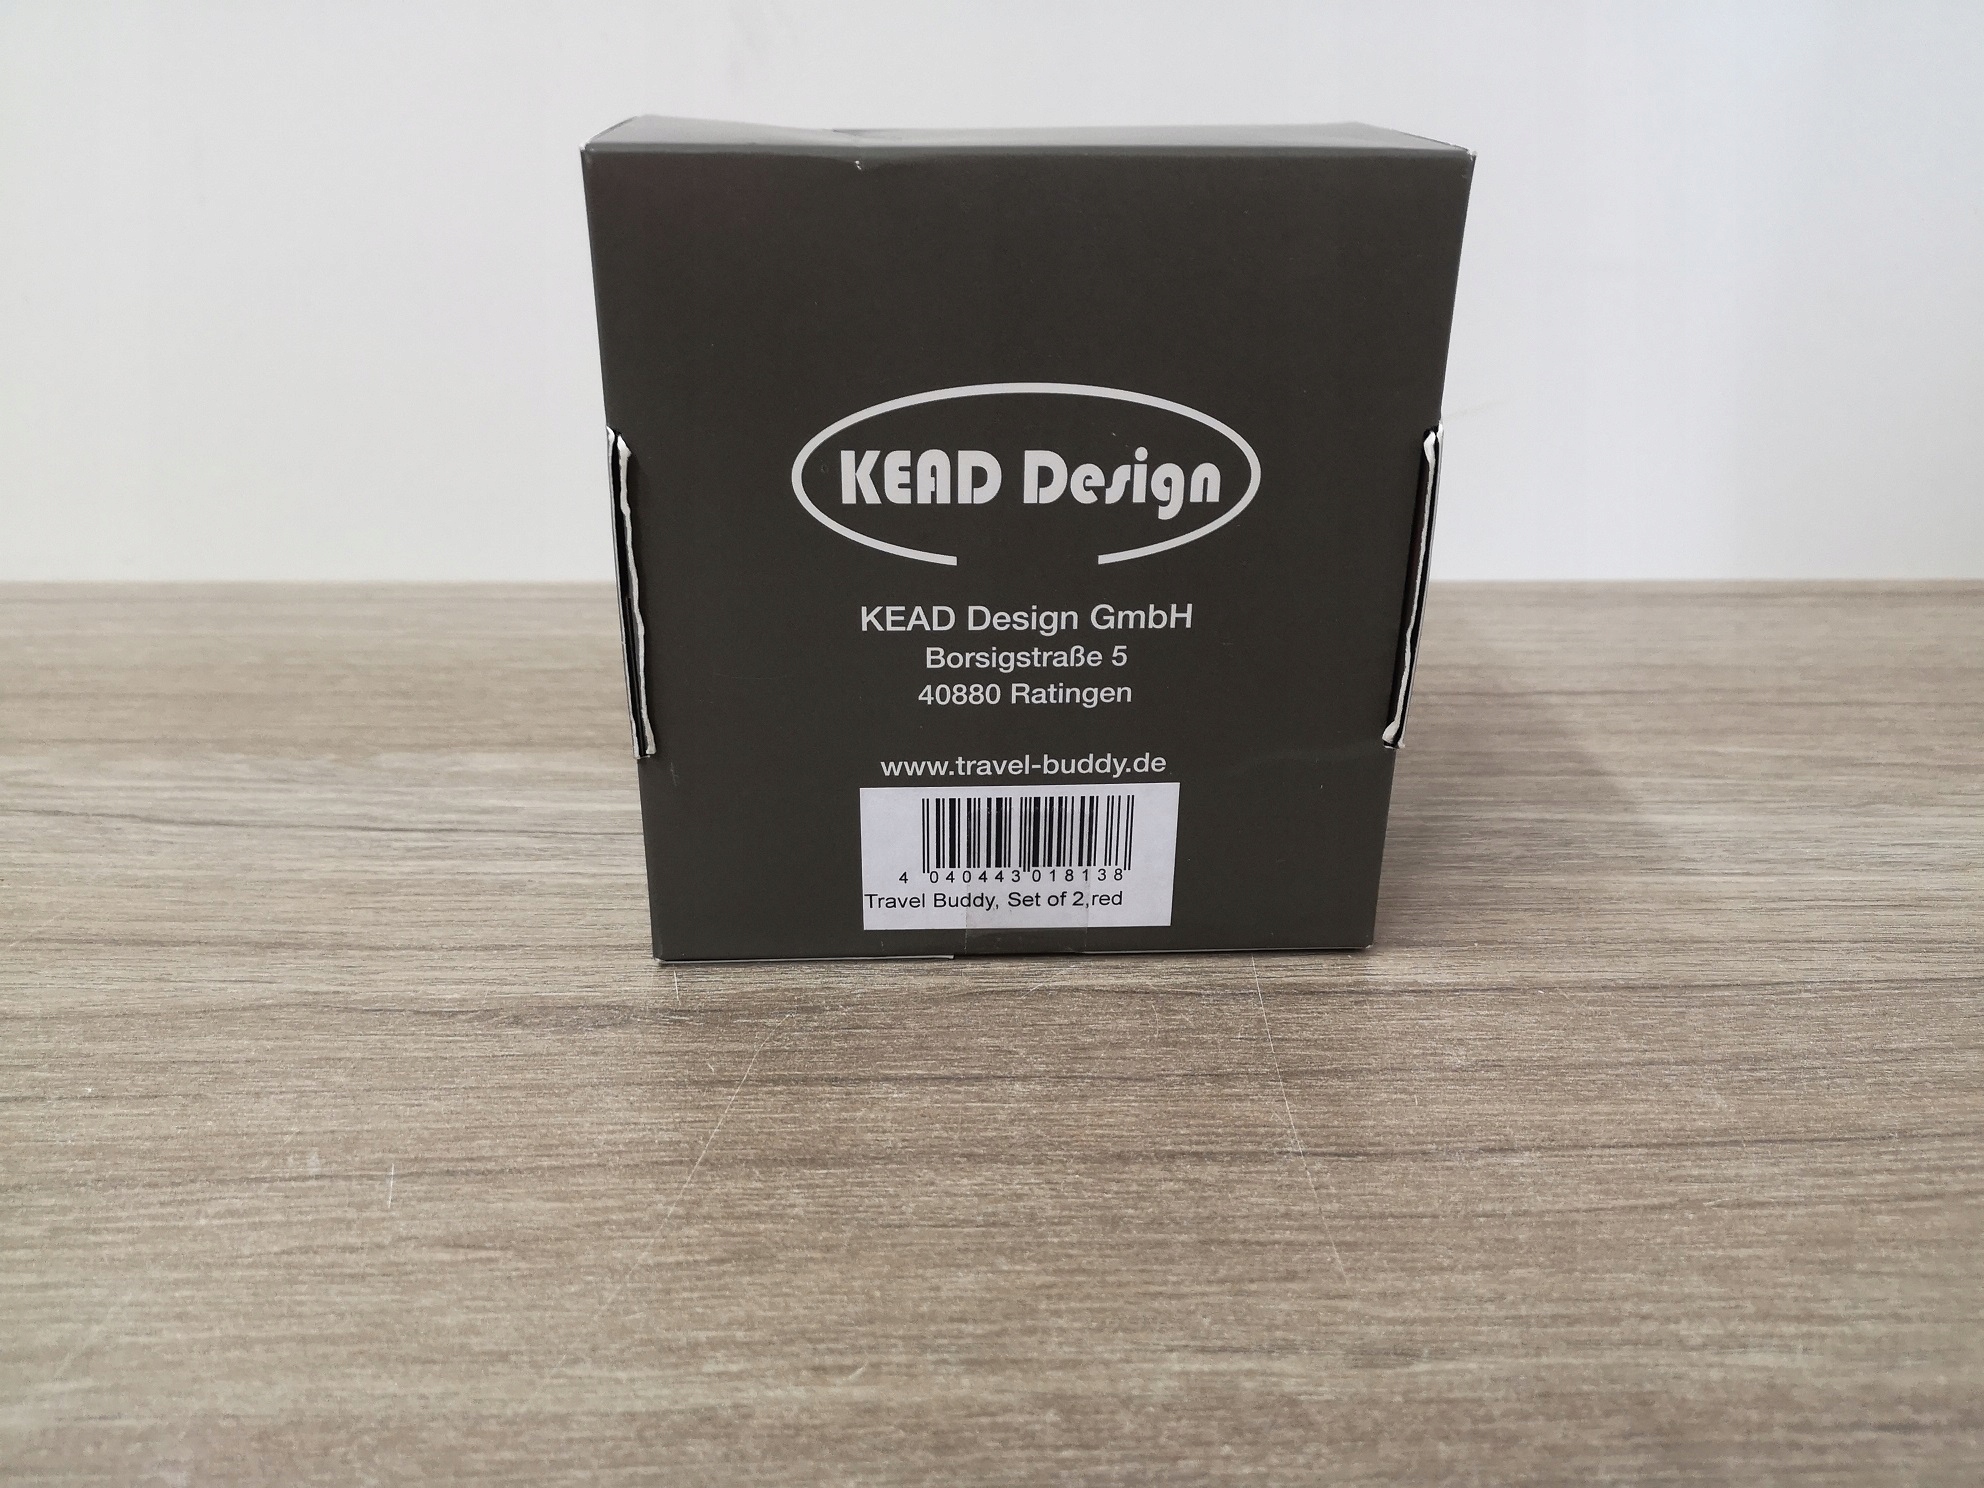 KEAD Design
KEAD Design GmbH
Borsigstraße 5
40880 Ratingen
www.travel-buddy.de
4 040443 018138
Travel Buddy, Set of 2,red